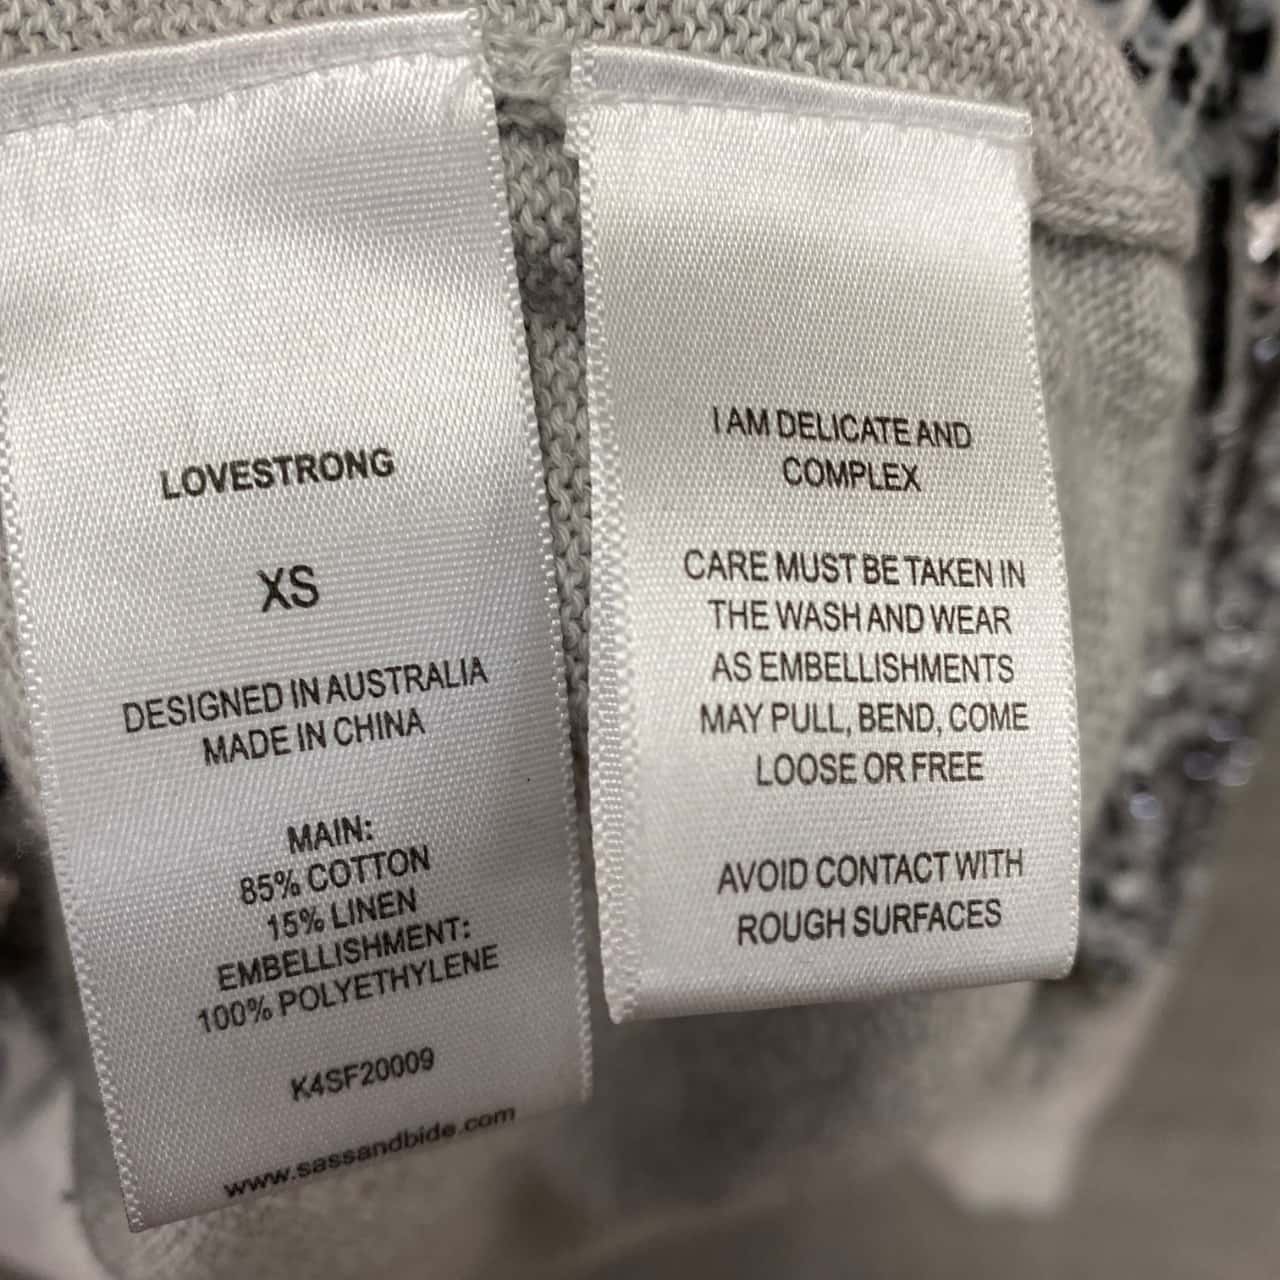 LOVESTRONG
XS
DESIGNED IN AUSTRALIA
MADE IN CHINA
MAIN:
85% COTTON
15% LINEN
EMBELLISHMENT:
100% POLYETHYLENE
K4SF20009
www.sassandbide.com
I AM DELICATE AND
COMPLEX
CARE MUST BE TAKEN IN
THE WASH AND WEAR
AS EMBELLISHMENTS
MAY PULL, BEND, COME
LOOSE OR FREE
AVOID CONTACT WITH
ROUGH SURFACES